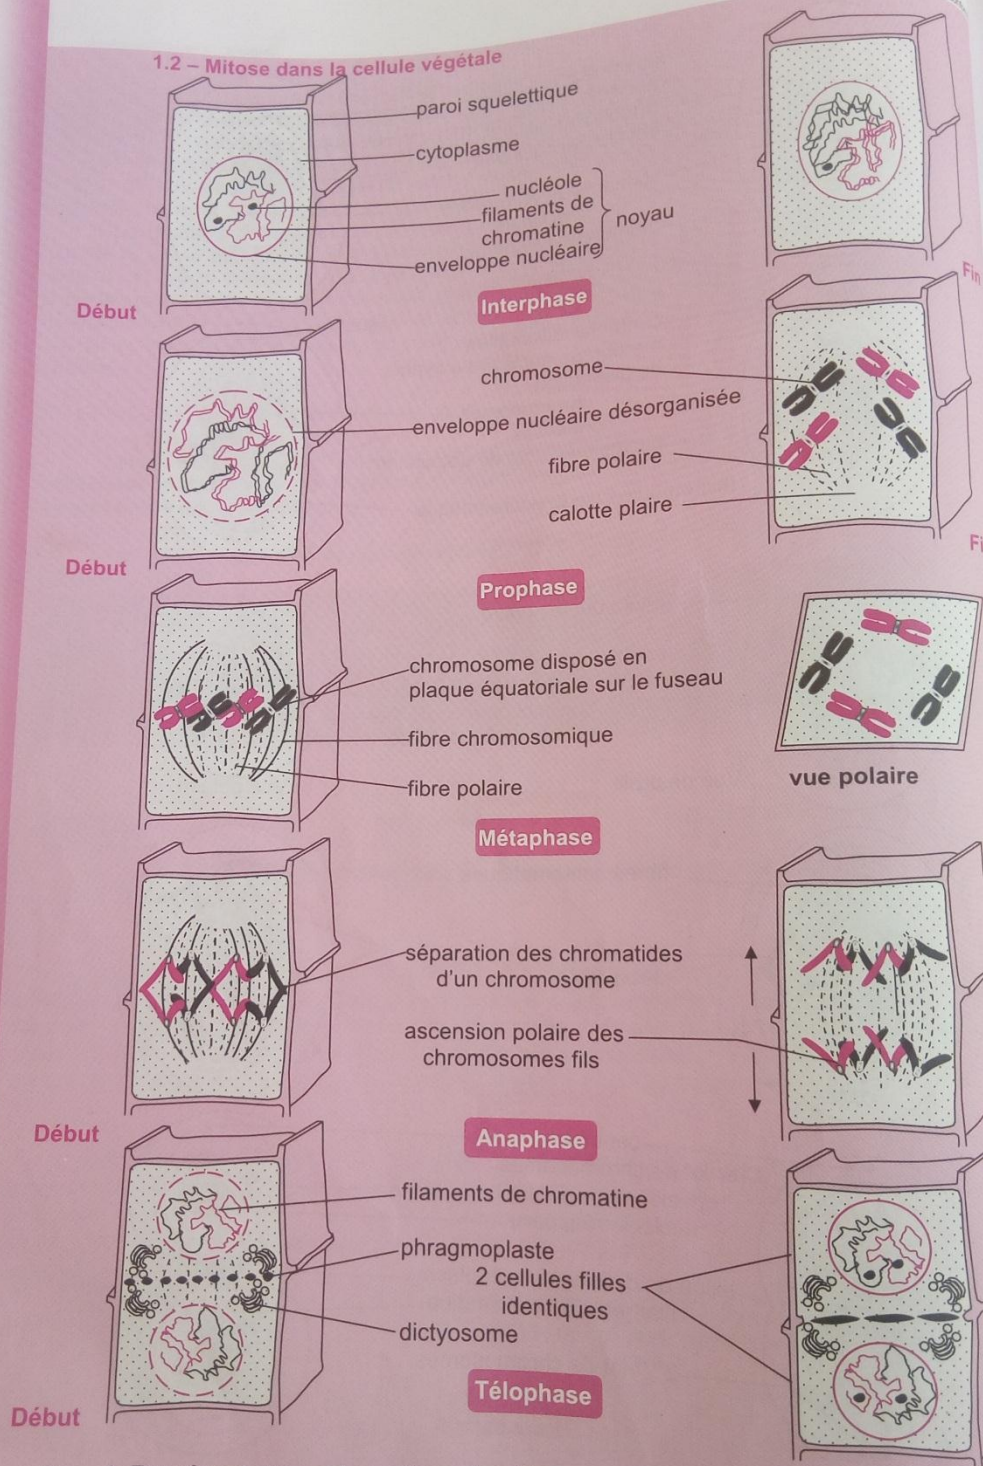 1.2 – Mitose dans la cellule végétale
paroi squelettique
cytoplasme
nucléole
filaments de
chromatine
noyau
enveloppe nucléaire
Début
Interphase
Fin
chromosome
enveloppe nucléaire désorganisée
fibre polaire
calotte plaire
Début
Prophase
Fi
chromosome disposé en
plaque équatoriale sur le fuseau
fibre chromosomique
fibre polaire
vue polaire
Métaphase
séparation des chromatides
d'un chromosome
ascension polaire des
chromosomes fils
Début
Anaphase
filaments de chromatine
phragmoplaste
2 cellules filles
identiques
dictyosome
Télophase
Début